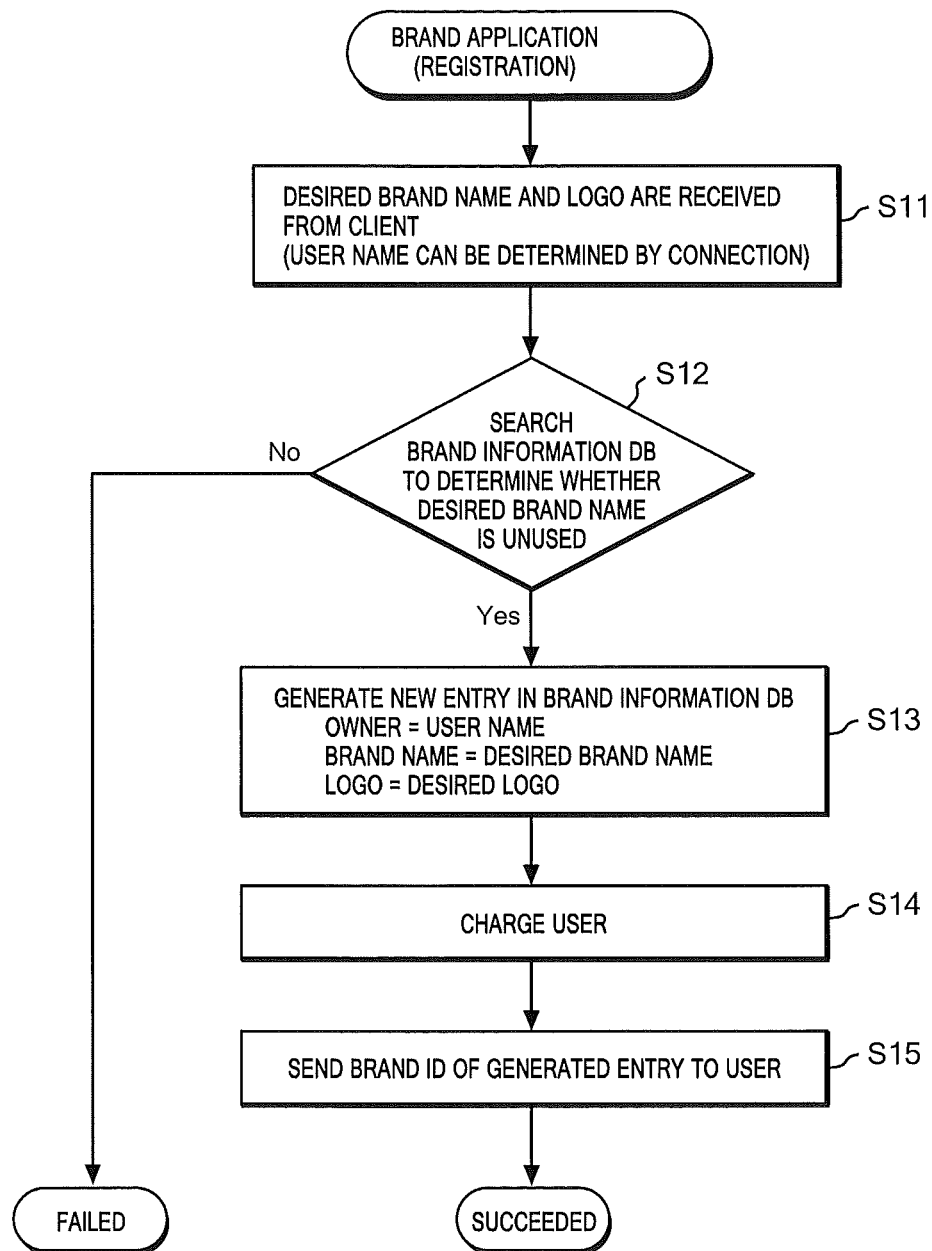 BRAND APPLICATION
(REGISTRATION)
DESIRED BRAND NAME AND LOGO ARE RECEIVED
FROM CLIENT
(USER NAME CAN BE DETERMINED BY CONNECTION)
S11
S12
SEARCH
BRAND INFORMATION DB
TO DETERMINE WHETHER
DESIRED BRAND NAME
IS UNUSED
No
Yes
GENERATE NEW ENTRY IN BRAND INFORMATION DB
OWNER = USER NAME
BRAND NAME = DESIRED BRAND NAME
LOGO = DESIRED LOGO
S13
CHARGE USER
S14
SEND BRAND ID OF GENERATED ENTRY TO USER
S15
FAILED
SUCCEEDED